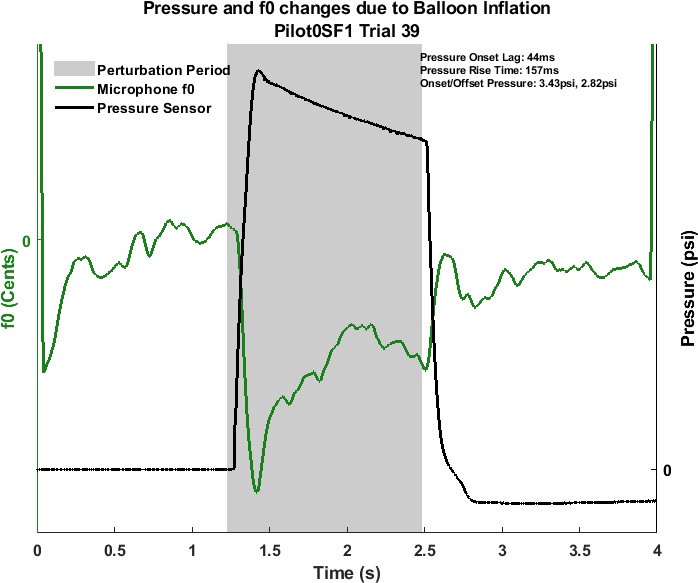 Pressure and f0 changes due to Balloon Inflation
Pilot0SF1 Trial 39
Perturbation Period
Microphone f0
Pressure Sensor
Pressure Onset Lag: 44ms
Pressure Rise Time: 157ms
Onset/Offset Pressure: 3.43psi, 2.82psi
f0 (Cents)
0
Pressure (psi)
0
0 0.5 1 1.5 2 2.5 3 3.5 4
Time (s)